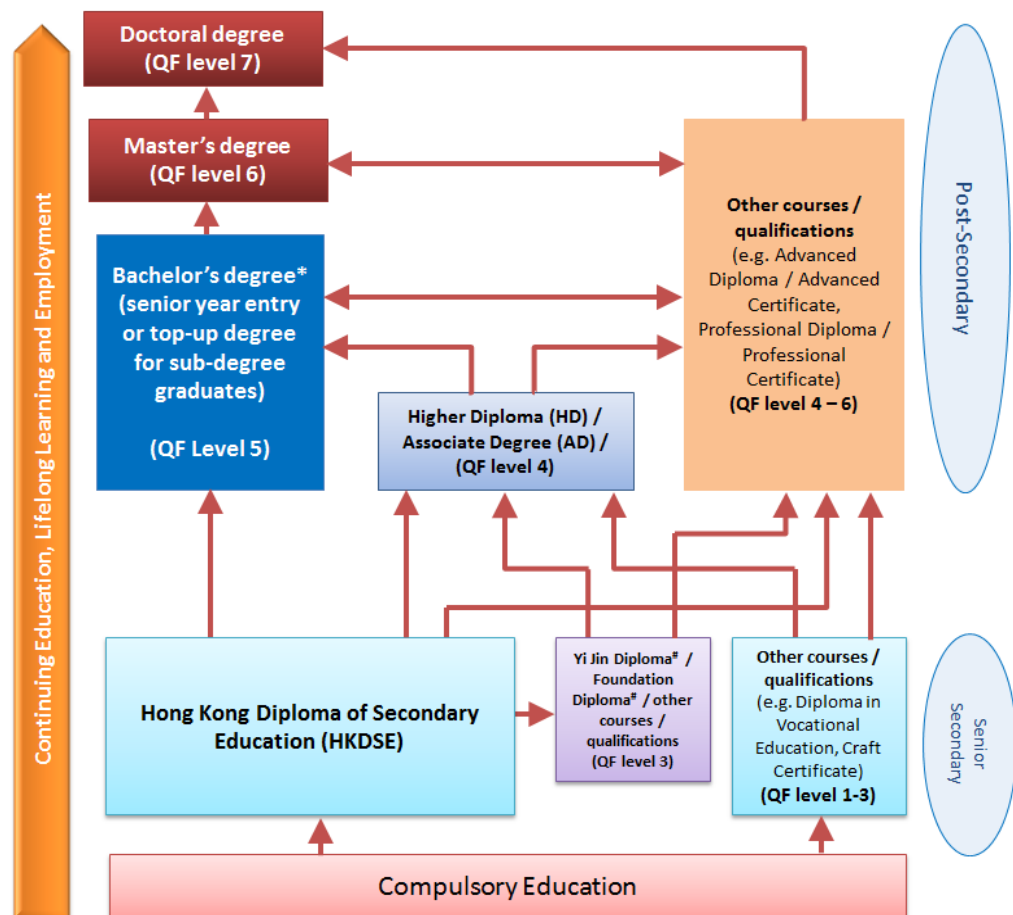 Continuing Education, Lifelong Learning and Employment
Doctoral degree
(QF level 7)
Master's degree
(QF level 6)
Bachelor's degree*
(senior year entry
or top-up degree
for sub-degree
graduates)
(QF Level 5)
Higher Diploma (HD) /
Associate Degree (AD) /
(QF level 4)
Other courses /
qualifications
(e.g. Advanced
Diploma / Advanced
Certificate,
Professional Diploma /
Professional
Certificate)
(QF level 4 – 6)
Post-Secondary
Hong Kong Diploma of Secondary
Education (HKDSE)
Yi Jin Diploma# /
Foundation
Diploma# / other
courses /
qualifications
(QF level 3)
Other courses /
qualifications
(e.g. Diploma in
Vocational
Education, Craft
Certificate)
(QF level 1-3)
Senior
Secondary
Compulsory Education